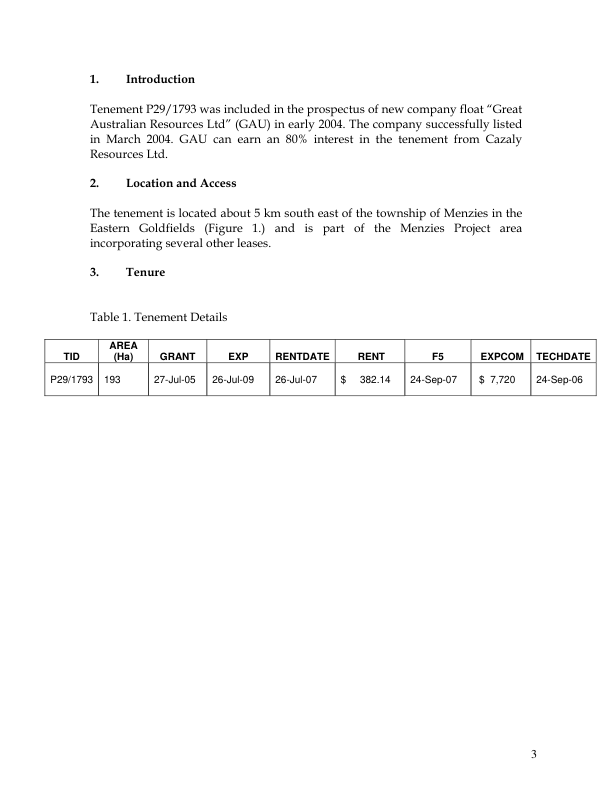 1. Introduction
Tenement P29/1793 was included in the prospectus of new company float “Great
Australian Resources Ltd” (GAU) in early 2004. The company successfully listed
in March 2004. GAU can earn an 80% interest in the tenement from Cazaly
Resources Ltd.
2. Location and Access
The tenement is located about 5 km south east of the township of Menzies in the
Eastern Goldfields (Figure 1.) and is part of the Menzies Project area
incorporating several other leases.
3. Tenure
Table 1. Tenement Details
TID AREA (Ha) GRANT EXP RENTDATE RENT F5 EXPCOM TECHDATE
P29/1793 193 27-Jul-05 26-Jul-09 26-Jul-07 $ 382.14 24-Sep-07 $ 7,720 24-Sep-06
3